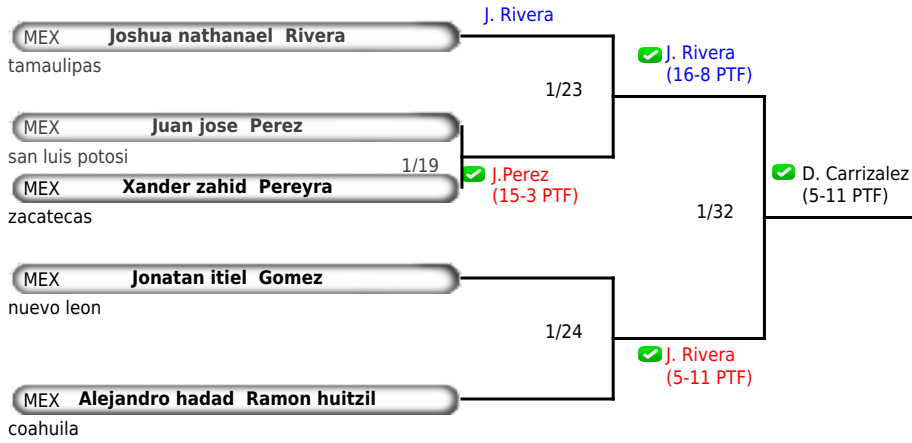 J. Rivera
MEX Joshua nathanael Rivera
tamaulipas
J. Rivera
(16-8 PTF)
1/23
MEX Juan jose Perez
san luis potosi
1/19
J.Perez
(15-3 PTF)
MEX Xander zahid Pereyra
zacatecas
D. Carrizalez
(5-11 PTF)
1/32
MEX Jonatan itiel Gomez
nuevo leon
1/24
J. Rivera
(5-11 PTF)
MEX Alejandro hadad Ramon huitzil
coahuila